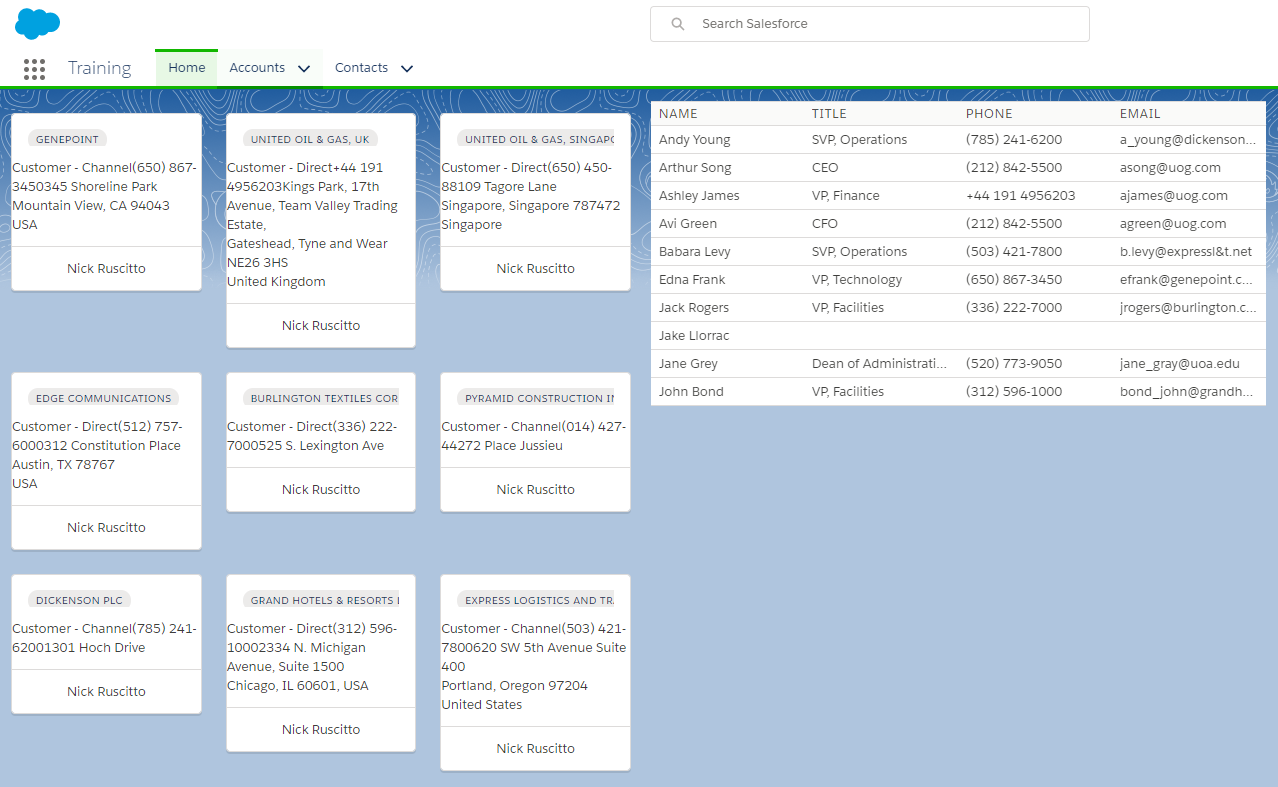 Search Salesforce
Training
Home
Accounts
Contacts
GENEPOINT
Customer - Channel(650) 867-
3450345 Shoreline Park
Mountain View, CA 94043
USA
Nick Ruscitto
UNITED OIL & GAS, UK
Customer - Direct+44 191
4956203Kings Park, 17th
Avenue, Team Valley Trading
Estate,
Gateshead, Tyne and Wear
NE26 3HS
United Kingdom
Nick Ruscitto
UNITED OIL & GAS, SINGAPO
Customer - Direct(650) 450-
88109 Tagore Lane
Singapore, Singapore 787472
Singapore
Nick Ruscitto
EDGE COMMUNICATIONS
Customer - Direct(512) 757-
6000312 Constitution Place
Austin, TX 78767
USA
Nick Ruscitto
BURLINGTON TEXTILES COR
Customer - Direct(336) 222-
7000525 S. Lexington Ave
Nick Ruscitto
PYRAMID CONSTRUCTION IN
Customer - Channel(014) 427-
44272 Place Jussieu
Nick Ruscitto
DICKENSON PLC
Customer - Channel(785) 241-
62001301 Hoch Drive
Nick Ruscitto
GRAND HOTELS & RESORTS L
Customer - Direct(312) 596-
10002334 N. Michigan
Avenue, Suite 1500
Chicago, IL 60601, USA
Nick Ruscitto
EXPRESS LOGISTICS AND TR
Customer - Channel(503) 421-
7800620 SW 5th Avenue Suite
400
Portland, Oregon 97204
United States
Nick Ruscitto
NAME TITLE PHONE EMAIL
Andy Young SVP, Operations (785) 241-6200 a_young@dickenson...
Arthur Song CEO (212) 842-5500 asong@uog.com
Ashley James VP, Finance +44 191 4956203 ajames@uog.com
Avi Green CFO (212) 842-5500 agreen@uog.com
Babara Levy SVP, Operations (503) 421-7800 b.levy@expressl&t.net
Edna Frank VP, Technology (650) 867-3450 efrank@genepoint.c...
Jack Rogers VP, Facilities (336) 222-7000 jrogers@burlington.c...
Jake Llorrac
Jane Grey Dean of Administrati... (520) 773-9050 jane_gray@uoa.edu
John Bond VP, Facilities (312) 596-1000 bond_john@grandh...